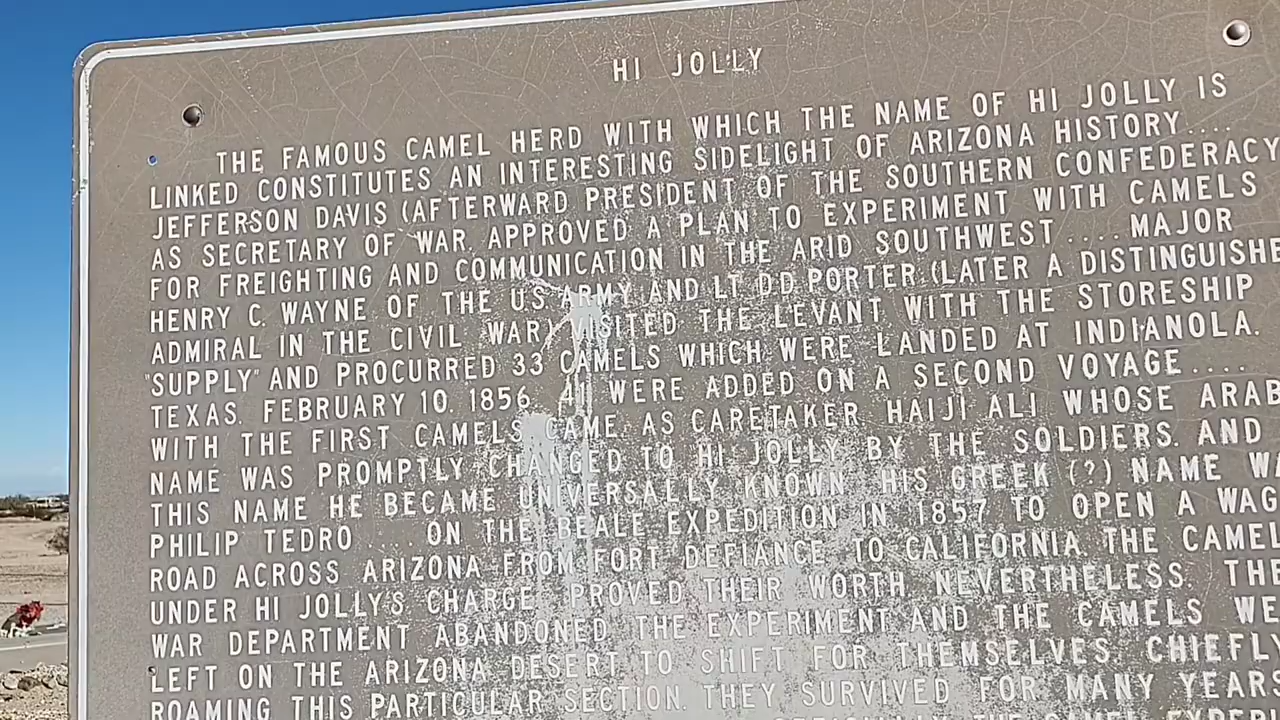 HI JOLLY
THE FAMOUS CAMEL HERD WITH WHICH THE NAME OF HI JOLLY IS
LINKED CONSTITUTES AN INTERESTING SIDELIGHT OF ARIZONA HISTORY....
JEFFERSON DAVIS (AFTERWARD PRESIDENT OF THE SOUTHERN CONFEDERACY
AS SECRETARY OF WAR, APPROVED A PLAN TO EXPERIMENT WITH CAMELS
FOR FREIGHTING AND COMMUNICATION IN THE ARID SOUTHWEST .... MAJOR
HENRY C. WAYNE OF THE US ARMY AND LT D.D. PORTER (LATER A DISTINGUISHE
ADMIRAL IN THE CIVIL WAR) VISITED THE LEVANT WITH THE STORESHIP
"SUPPLY" AND PROCURRED 33 CAMELS WHICH WERE LANDED AT INDIANOLA.
TEXAS. FEBRUARY 10, 1856. 41 WERE ADDED ON A SECOND VOYAGE ....
WITH THE FIRST CAMELS CAME AS CARETAKER HAIJI ALI WHOSE ARAB
NAME WAS PROMPTLY CHANGED TO HI JOLLY BY THE SOLDIERS. AND
THIS NAME HE BECAME UNIVERSALLY KNOWN. HIS GREEK (?) NAME WA
PHILIP TEDRO ... ON THE BEALE EXPEDITION IN 1857 TO OPEN A WAG
ROAD ACROSS ARIZONA FROM FORT DEFIANCE TO CALIFORNIA THE CAMEL
UNDER HI JOLLY'S CHARGE, PROVED THEIR WORTH NEVERTHELESS. THE
WAR DEPARTMENT ABANDONED THE EXPERIMENT AND THE CAMELS WE
LEFT ON THE ARIZONA DESERT TO SHIFT FOR THEMSELVES. CHIEFLY
ROAMING THIS PARTICULAR SECTION. THEY SURVIVED FOR MANY YEARS